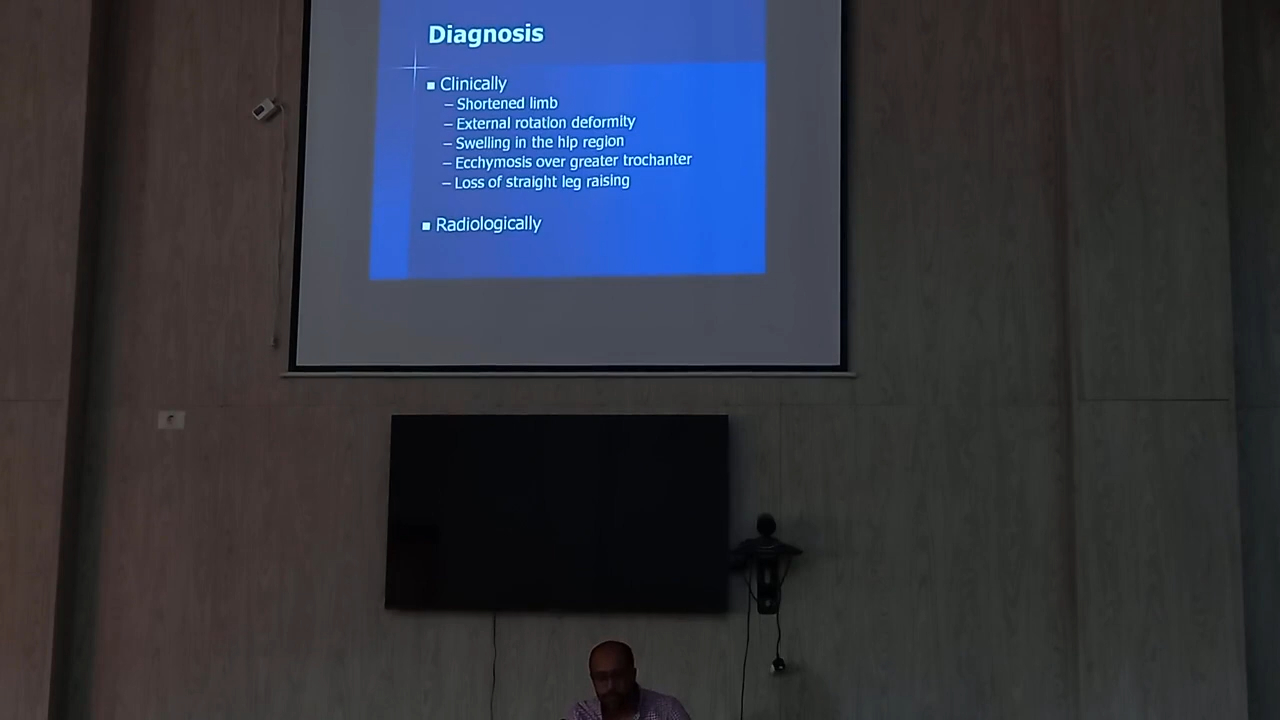 Diagnosis
■ Clinically
– Shortened limb
– External rotation deformity
– Swelling in the hip region
– Ecchymosis over greater trochanter
– Loss of straight leg raising
■ Radiologically